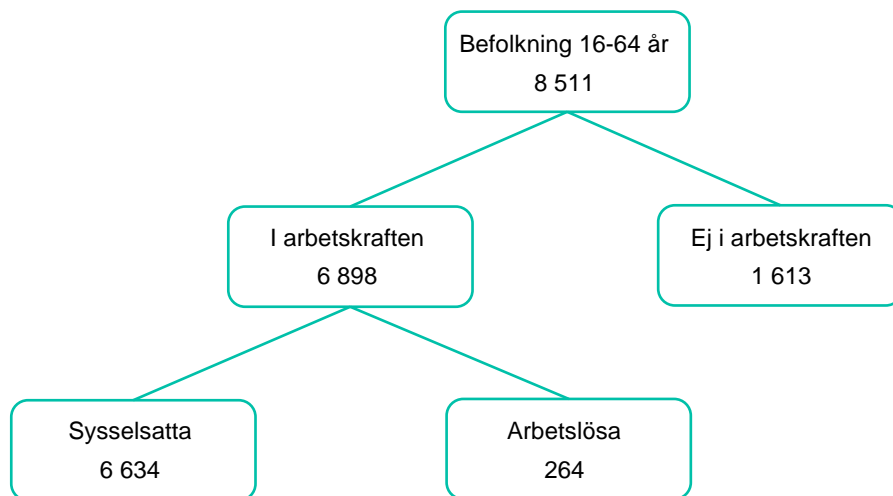 Befolkning 16-64 år
8 511
I arbetskraften
6 898
Ej i arbetskraften
1 613
Sysselsatta
6 634
Arbetslösa
264